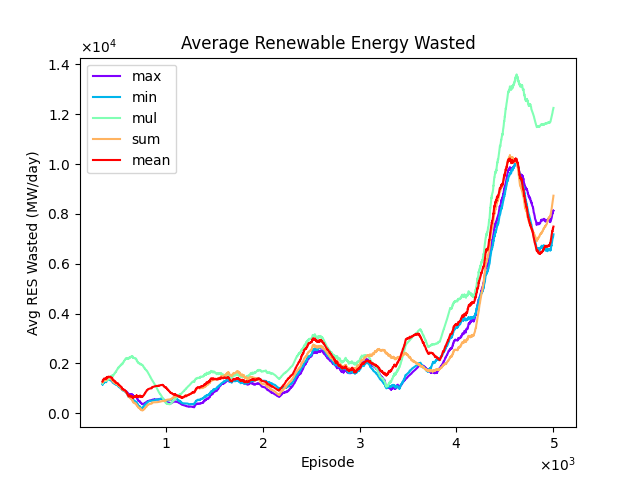 Average Renewable Energy Wasted
×10⁴
max
min
mul
sum
mean
1.4
1.2
1.0
0.8
0.6
0.4
0.2
0.0
Avg RES Wasted (MW/day)
1 2 3 4 5
Episode
×10³